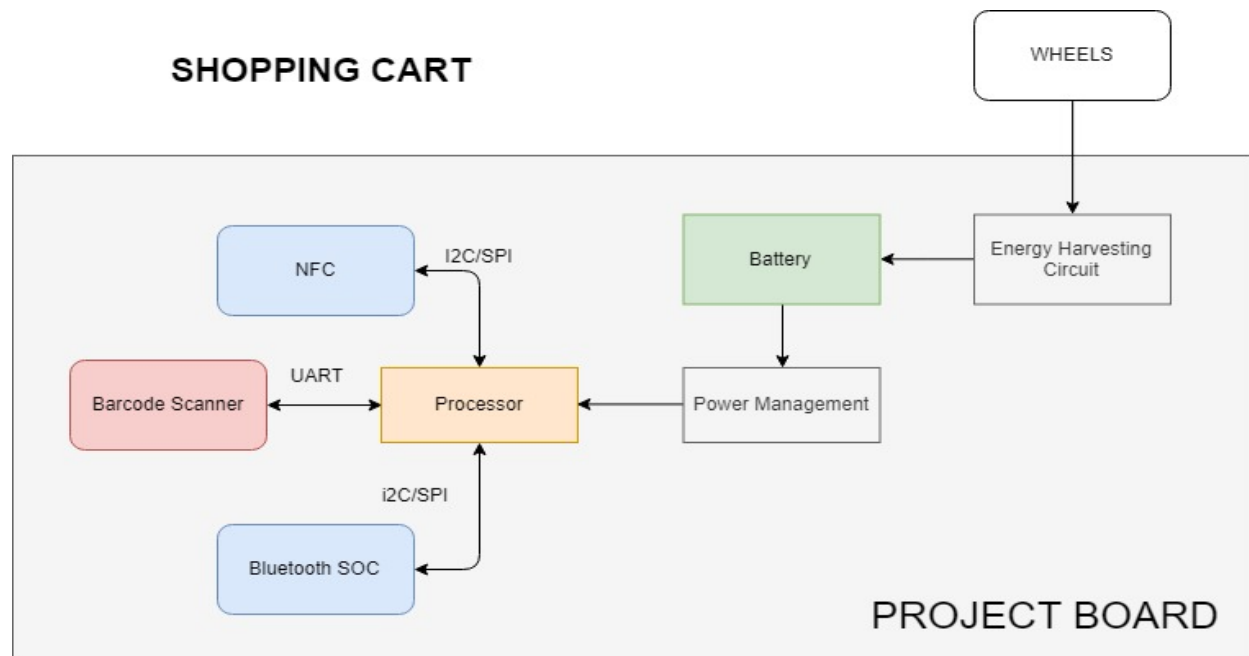 SHOPPING CART
WHEELS
NFC
I2C/SPI
Battery
Energy Harvesting
Circuit
Barcode Scanner
UART
Processor
Power Management
i2C/SPI
Bluetooth SOC
PROJECT BOARD